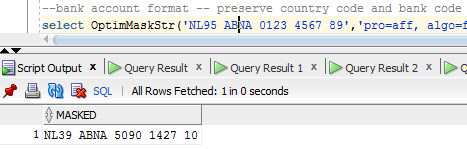 --bank account format -- preserve country code and bank code
select OptimMaskStr('NL95 ABNA 0123 4567 89','pro=aff, algo=
Script Output x Query Result x Query Result 1 x Query Result 2 x
SQL | All Rows Fetched: 1 in 0 seconds
MASKED
1 NL39 ABNA 5090 1427 10